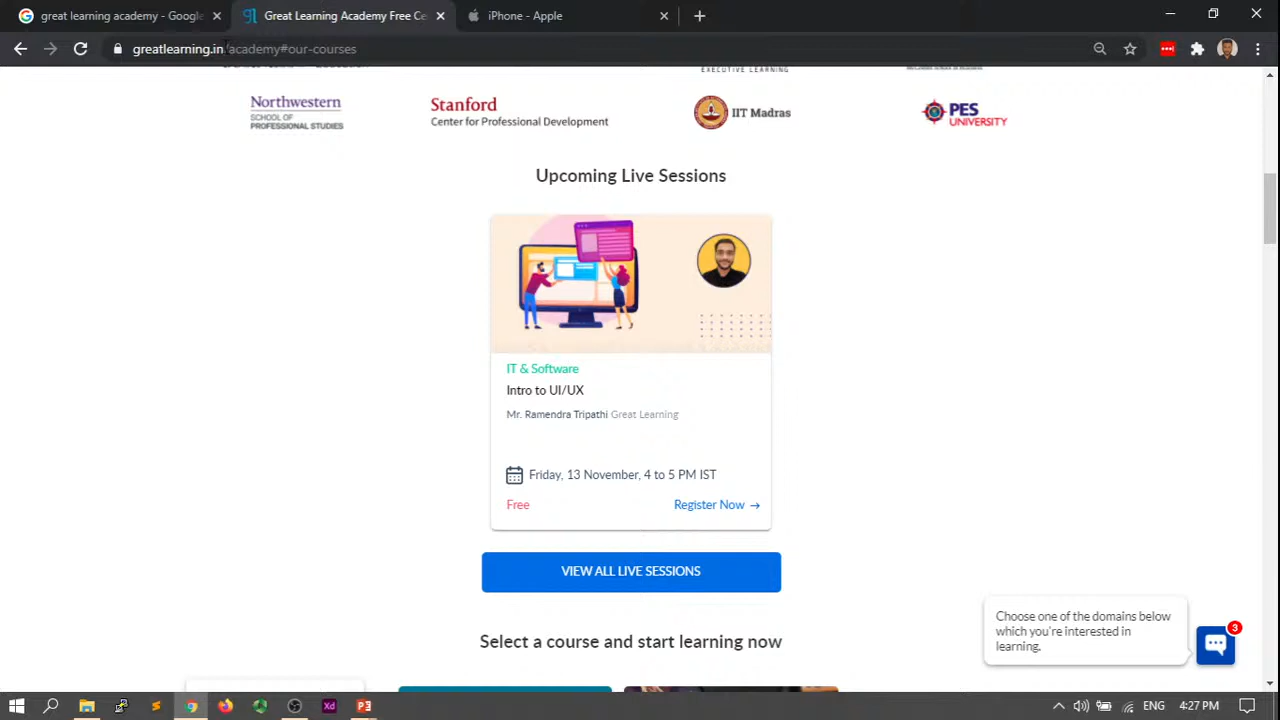 great learning academy - Google
Great Learning Academy Free Ce
iPhone - Apple
greatlearning.in/academy#our-courses
EXECUTIVE LEARNING
Northwestern
SCHOOL OF
PROFESSIONAL STUDIES
Stanford
Center for Professional Development
IIT Madras
PES
UNIVERSITY
Upcoming Live Sessions
IT & Software
Intro to UI/UX
Mr. Ramendra Tripathi Great Learning
Friday, 13 November, 4 to 5 PM IST
Free
Register Now →
VIEW ALL LIVE SESSIONS
Select a course and start learning now
Choose one of the domains below
which you're interested in
learning.
3
Xd
ENG
4:27 PM